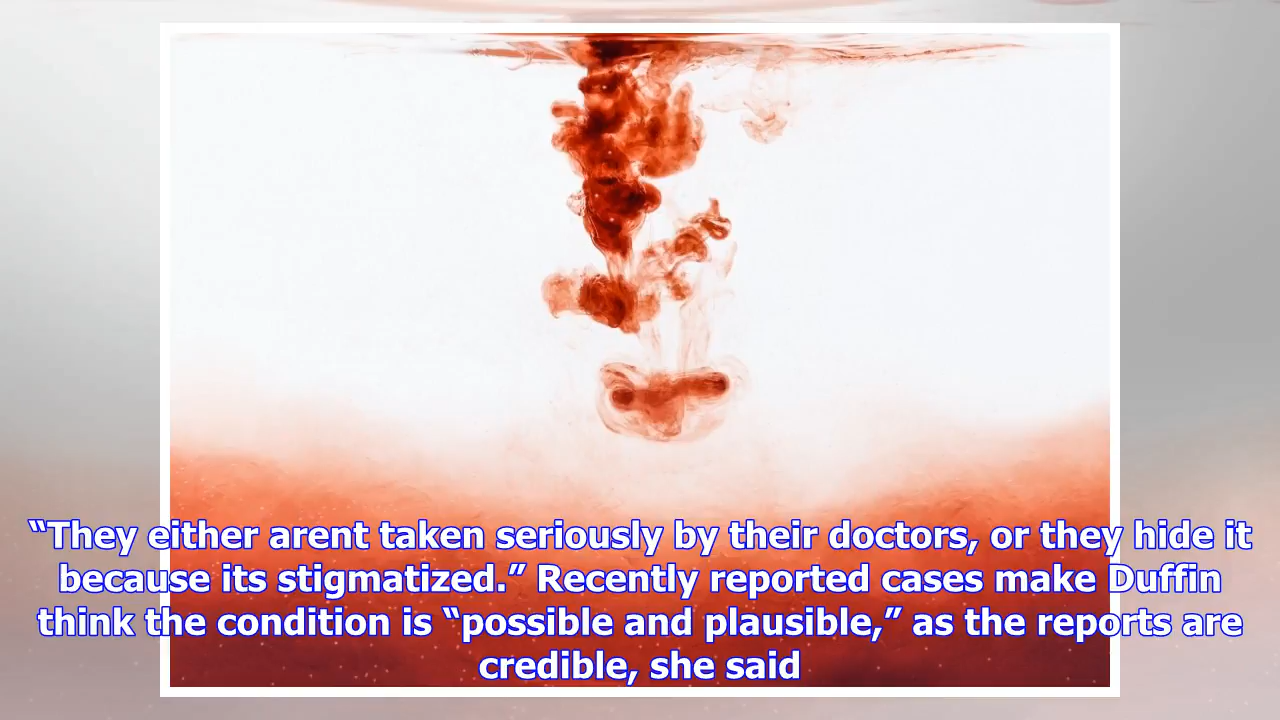 “They either arent taken seriously by their doctors, or they hide it
because its stigmatized.” Recently reported cases make Duffin
think the condition is “possible and plausible,” as the reports are
credible, she said